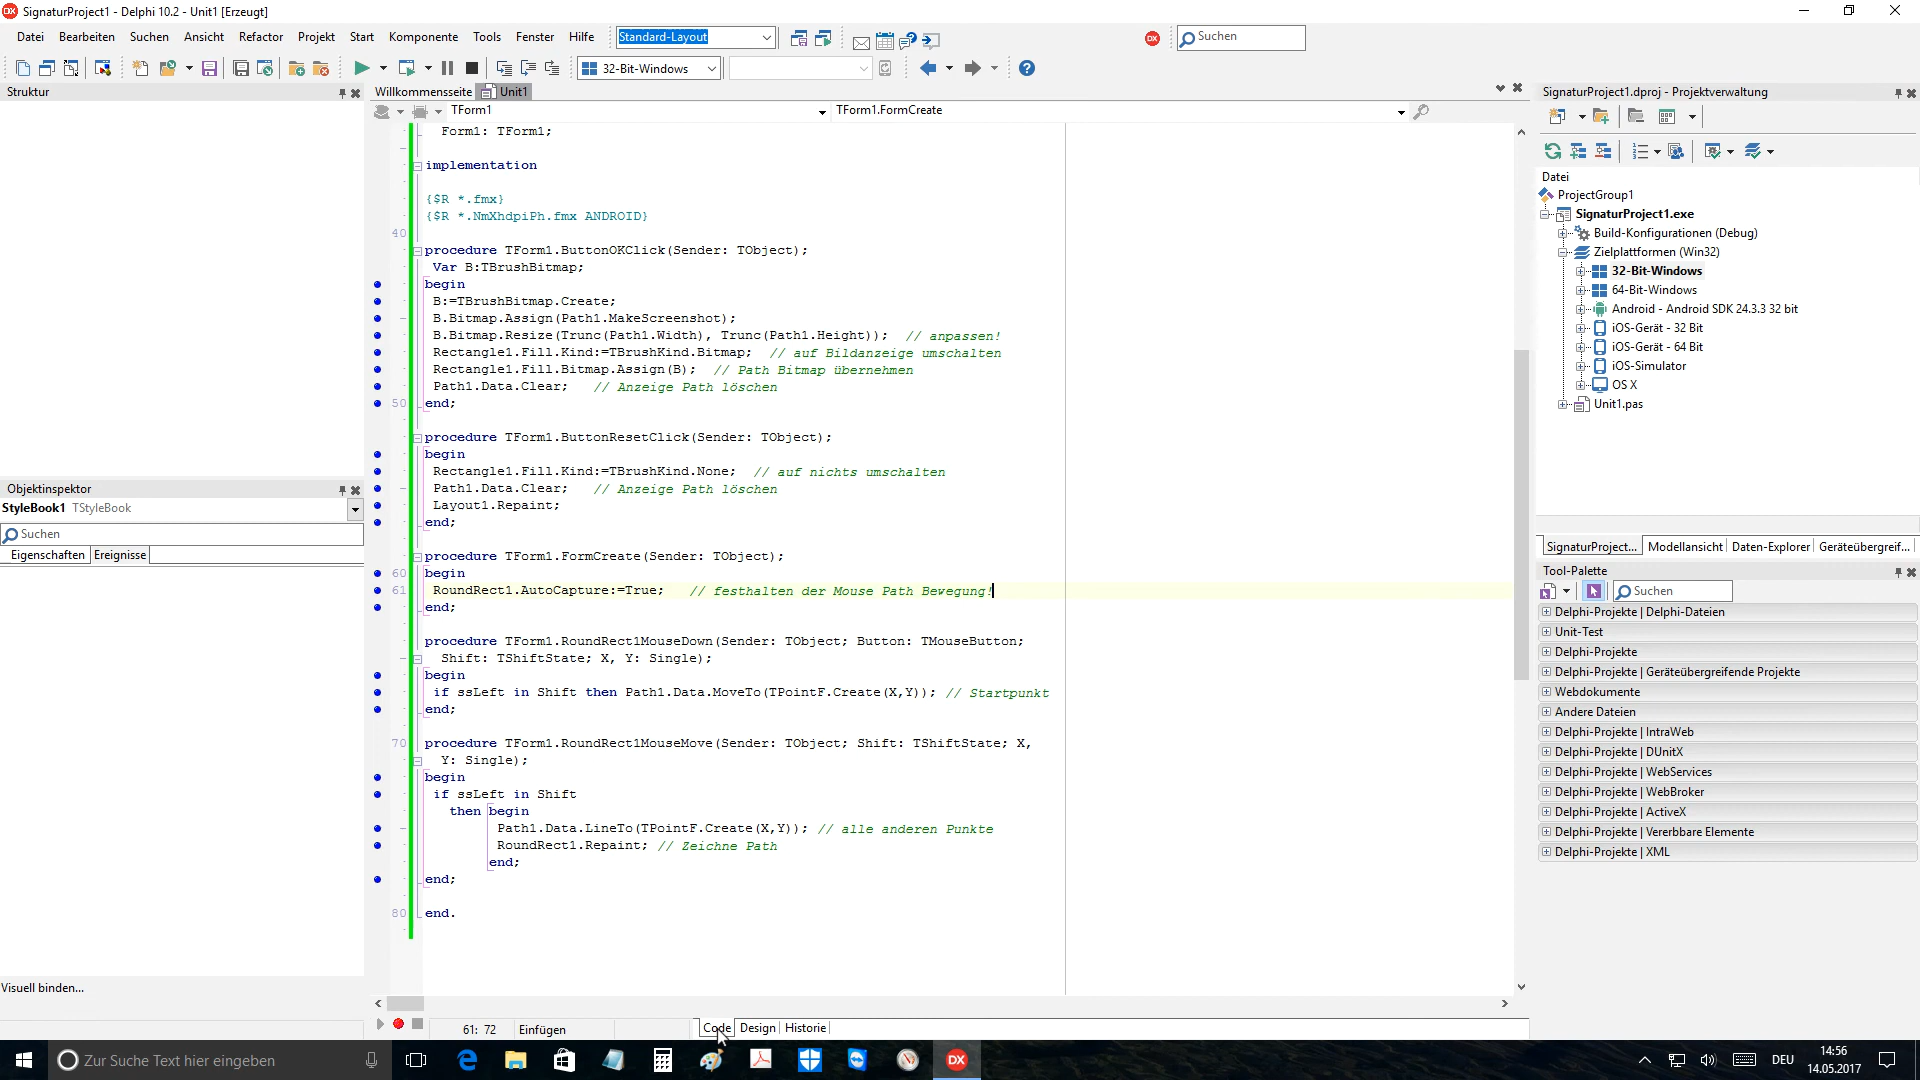 SignaturProject1 - Delphi 10.2 - Unit1 [Erzeugt]
Datei Bearbeiten Suchen Ansicht Refactor Projekt Start Komponente Tools Fenster Hilfe Standard-Layout Suchen
32-Bit-Windows
Struktur
Willkommensseite Unit1
TForm1 TForm1.FormCreate
Form1: TForm1;
implementation
{$R *.fmx}
{$R *.NmXhdpiPh.fmx ANDROID}
40
procedure TForm1.ButtonOKClick(Sender: TObject);
Var B:TBrushBitmap;
begin
B:=TBrushBitmap.Create;
B.Bitmap.Assign(Path1.MakeScreenshot);
B.Bitmap.Resize(Trunc(Path1.Width), Trunc(Path1.Height)); // anpassen!
Rectangle1.Fill.Kind:=TBrushKind.Bitmap; // auf Bildanzeige umschalten
Rectangle1.Fill.Bitmap.Assign(B); // Path Bitmap übernehmen
Path1.Data.Clear; // Anzeige Path löschen
50 end;
procedure TForm1.ButtonResetClick(Sender: TObject);
begin
Rectangle1.Fill.Kind:=TBrushKind.None; // auf nichts umschalten
Path1.Data.Clear; // Anzeige Path löschen
Layout1.Repaint;
end;
procedure TForm1.FormCreate(Sender: TObject);
60 begin
61 RoundRect1.AutoCapture:=True; // festhalten der Mouse Path Bewegung!
end;
procedure TForm1.RoundRect1MouseDown(Sender: TObject; Button: TMouseButton;
Shift: TShiftState; X, Y: Single);
begin
if ssLeft in Shift then Path1.Data.MoveTo(TPointF.Create(X,Y)); // Startpunkt
end;
70 procedure TForm1.RoundRect1MouseMove(Sender: TObject; Shift: TShiftState; X,
Y: Single);
begin
if ssLeft in Shift
then begin
Path1.Data.LineTo(TPointF.Create(X,Y)); // alle anderen Punkte
RoundRect1.Repaint; // Zeichne Path
end;
end;
80 end.
61: 72 Einfügen Code Design Historie
Objektinspektor
StyleBook1 TStyleBook
Suchen
Eigenschaften Ereignisse
Visuell binden...
SignaturProject1.dproj - Projektverwaltung
Datei
ProjectGroup1
SignaturProject1.exe
Build-Konfigurationen (Debug)
Zielplattformen (Win32)
32-Bit-Windows
64-Bit-Windows
Android - Android SDK 24.3.3 32 bit
iOS-Gerät - 32 Bit
iOS-Gerät - 64 Bit
iOS-Simulator
OS X
Unit1.pas
SignaturProject... Modellansicht Daten-Explorer Geräteübergreif...
Tool-Palette
Suchen
Delphi-Projekte | Delphi-Dateien
Unit-Test
Delphi-Projekte
Delphi-Projekte | Geräteübergreifende Projekte
Webdokumente
Andere Dateien
Delphi-Projekte | IntraWeb
Delphi-Projekte | DUnitX
Delphi-Projekte | WebServices
Delphi-Projekte | WebBroker
Delphi-Projekte | ActiveX
Delphi-Projekte | Vererbbare Elemente
Delphi-Projekte | XML
Zur Suche Text hier eingeben
DX
DEU
14:56
14.05.2017